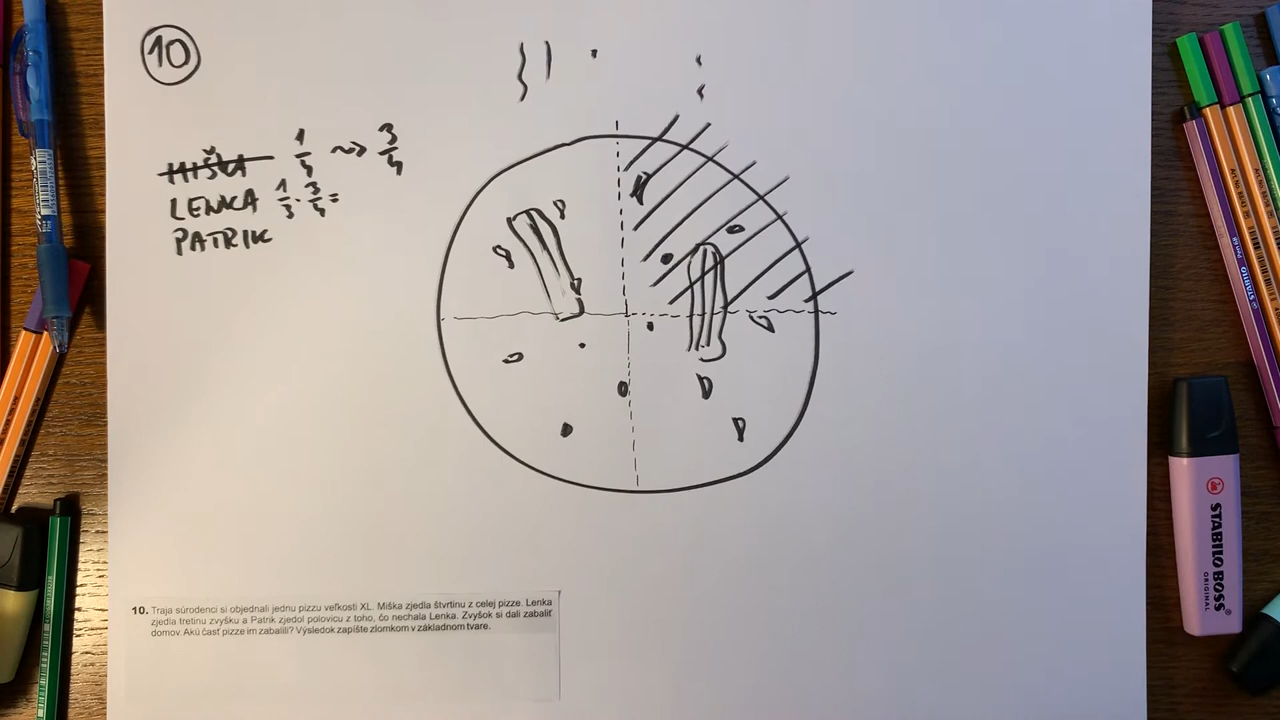 10
MIŠKA 1/4 ⇝ 3/4
LENKA 1/3 · 3/4 =
PATRIK
10. Traja súrodenci si objednali jednu pizzu veľkosti XL. Miška zjedla štvrtinu z celej pizze. Lenka
zjedla tretinu zvyšku a Patrik zjedol polovicu z toho, čo nechala Lenka. Zvyšok si dali zabaliť
domov. Akú časť pizze im zabalili? Výsledok zapíšte zlomkom v základnom tvare.
STABILO BOSS
ORIGINAL